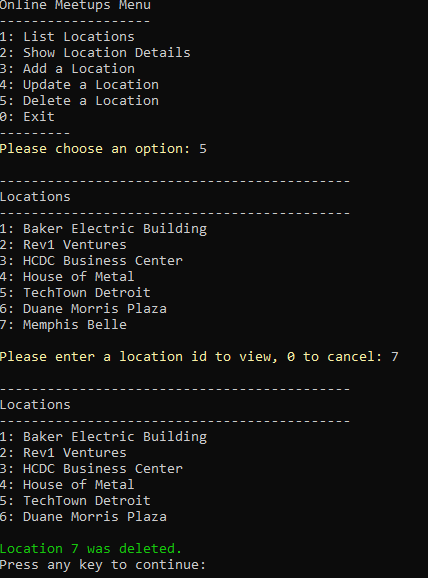 Online Meetups Menu
-------------------
1: List Locations
2: Show Location Details
3: Add a Location
4: Update a Location
5: Delete a Location
0: Exit
---------
Please choose an option: 5
--------------------------------------------
Locations
--------------------------------------------
1: Baker Electric Building
2: Rev1 Ventures
3: HCDC Business Center
4: House of Metal
5: TechTown Detroit
6: Duane Morris Plaza
7: Memphis Belle
Please enter a location id to view, 0 to cancel: 7
--------------------------------------------
Locations
--------------------------------------------
1: Baker Electric Building
2: Rev1 Ventures
3: HCDC Business Center
4: House of Metal
5: TechTown Detroit
6: Duane Morris Plaza
Location 7 was deleted.
Press any key to continue: